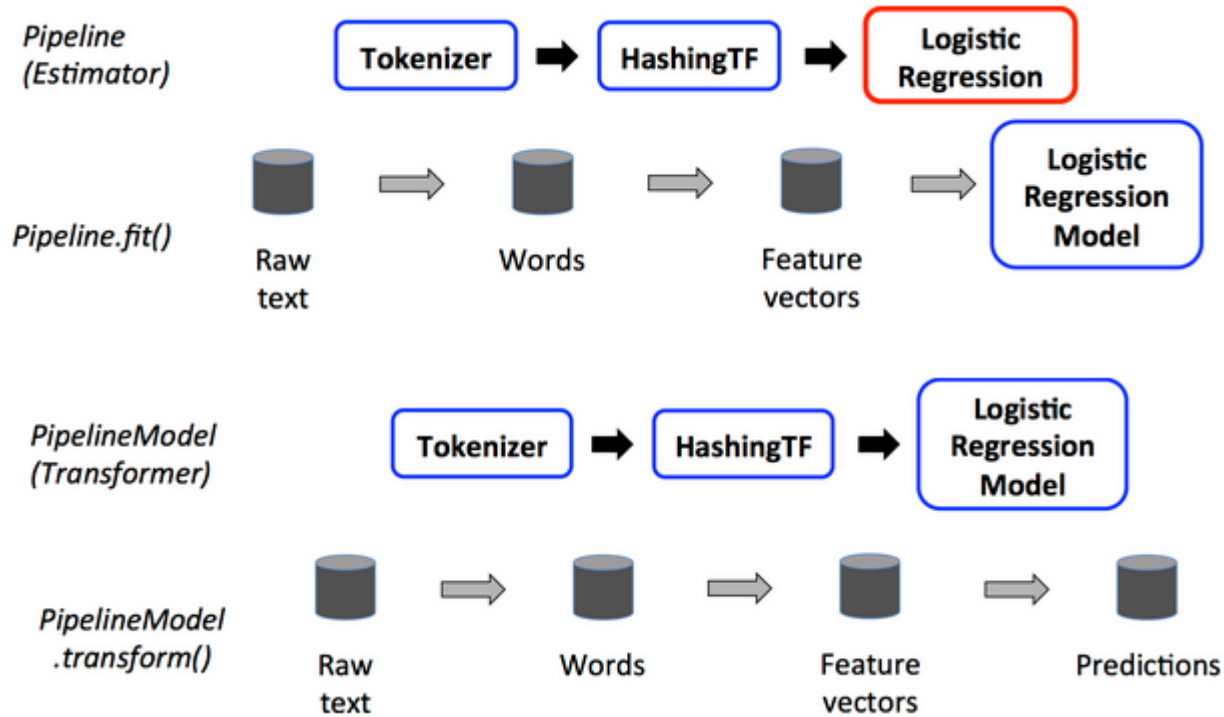 Pipeline
(Estimator)
Tokenizer
HashingTF
Logistic
Regression
Pipeline.fit()
Raw
text
Words
Feature
vectors
Logistic
Regression
Model
PipelineModel
(Transformer)
Tokenizer
HashingTF
Logistic
Regression
Model
PipelineModel
.transform()
Raw
text
Words
Feature
vectors
Predictions